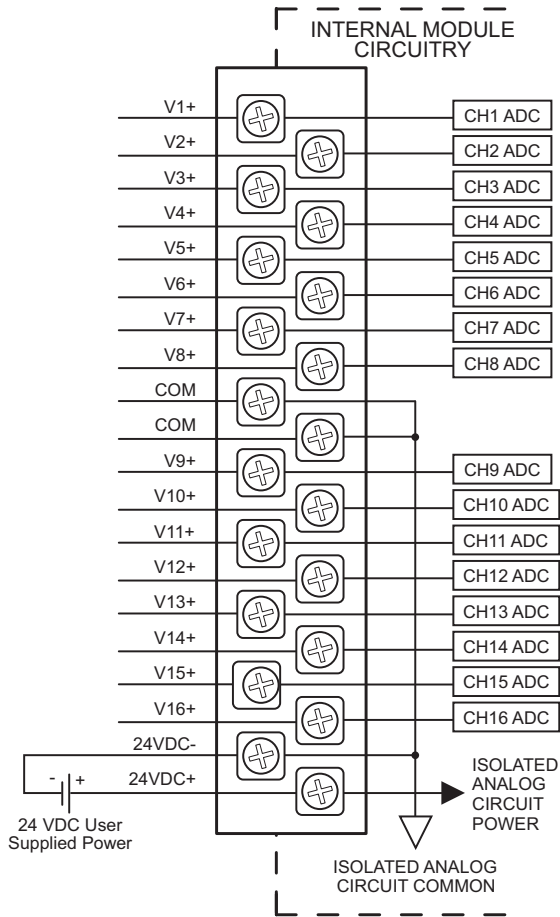 INTERNAL MODULE
CIRCUITRY
V1+
CH1 ADC
V2+
CH2 ADC
V3+
CH3 ADC
V4+
CH4 ADC
V5+
CH5 ADC
V6+
CH6 ADC
V7+
CH7 ADC
V8+
CH8 ADC
COM
COM
V9+
CH9 ADC
V10+
CH10 ADC
V11+
CH11 ADC
V12+
CH12 ADC
V13+
CH13 ADC
V14+
CH14 ADC
V15+
CH15 ADC
V16+
CH16 ADC
24VDC-
24VDC+
- +
24 VDC User
Supplied Power
ISOLATED
ANALOG
CIRCUIT
POWER
ISOLATED ANALOG
CIRCUIT COMMON